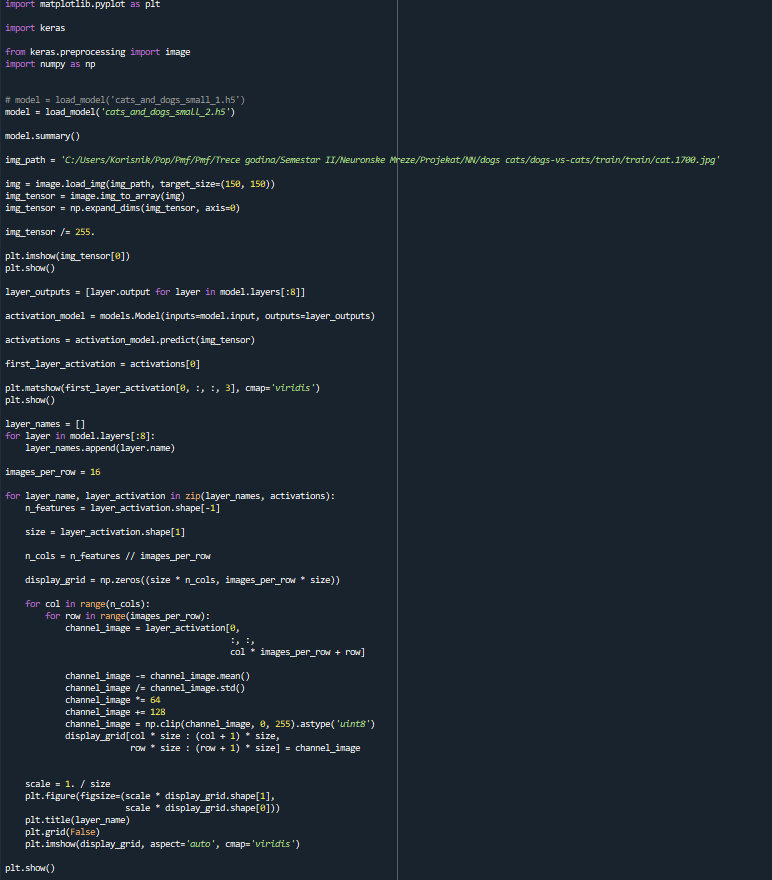 import matplotlib.pyplot as plt
import keras
from keras.preprocessing import image
import numpy as np
# model = load_model('cats_and_dogs_small_1.h5')
model = load_model('cats_and_dogs_small_2.h5')
model.summary()
img_path = 'C:/Users/Korisnik/Pop/Pmf/Pmf/Trece godina/Semestar II/Neuronske Mreze/Projekat/NN/dogs cats/dogs-vs-cats/train/train/cat.1700.jpg'
img = image.load_img(img_path, target_size=(150, 150))
img_tensor = image.img_to_array(img)
img_tensor = np.expand_dims(img_tensor, axis=0)
img_tensor /= 255.
plt.imshow(img_tensor[0])
plt.show()
layer_outputs = [layer.output for layer in model.layers[:8]]
activation_model = models.Model(inputs=model.input, outputs=layer_outputs)
activations = activation_model.predict(img_tensor)
first_layer_activation = activations[0]
plt.matshow(first_layer_activation[0, :, :, 3], cmap='viridis')
plt.show()
layer_names = []
for layer in model.layers[:8]:
    layer_names.append(layer.name)
images_per_row = 16
for layer_name, layer_activation in zip(layer_names, activations):
    n_features = layer_activation.shape[-1]
    size = layer_activation.shape[1]
    n_cols = n_features // images_per_row
    display_grid = np.zeros((size * n_cols, images_per_row * size))
    for col in range(n_cols):
        for row in range(images_per_row):
            channel_image = layer_activation[0,
                                             :, :,
                                             col * images_per_row + row]
            channel_image -= channel_image.mean()
            channel_image /= channel_image.std()
            channel_image *= 64
            channel_image += 128
            channel_image = np.clip(channel_image, 0, 255).astype('uint8')
            display_grid[col * size : (col + 1) * size,
                         row * size : (row + 1) * size] = channel_image
    scale = 1. / size
    plt.figure(figsize=(scale * display_grid.shape[1],
                        scale * display_grid.shape[0]))
    plt.title(layer_name)
    plt.grid(False)
    plt.imshow(display_grid, aspect='auto', cmap='viridis')
plt.show()